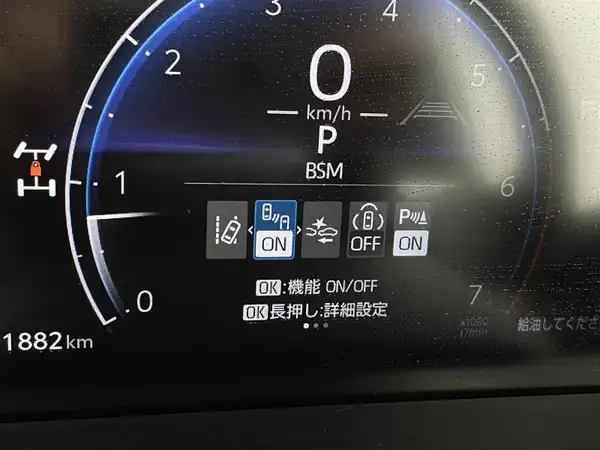 3
4
2
5
0
km/h
P
BSM
1
6
ON
OFF
P
ON
OK:機能 ON/OFF
OK長押し:詳細設定
0
7
1882 km
給油してくださ